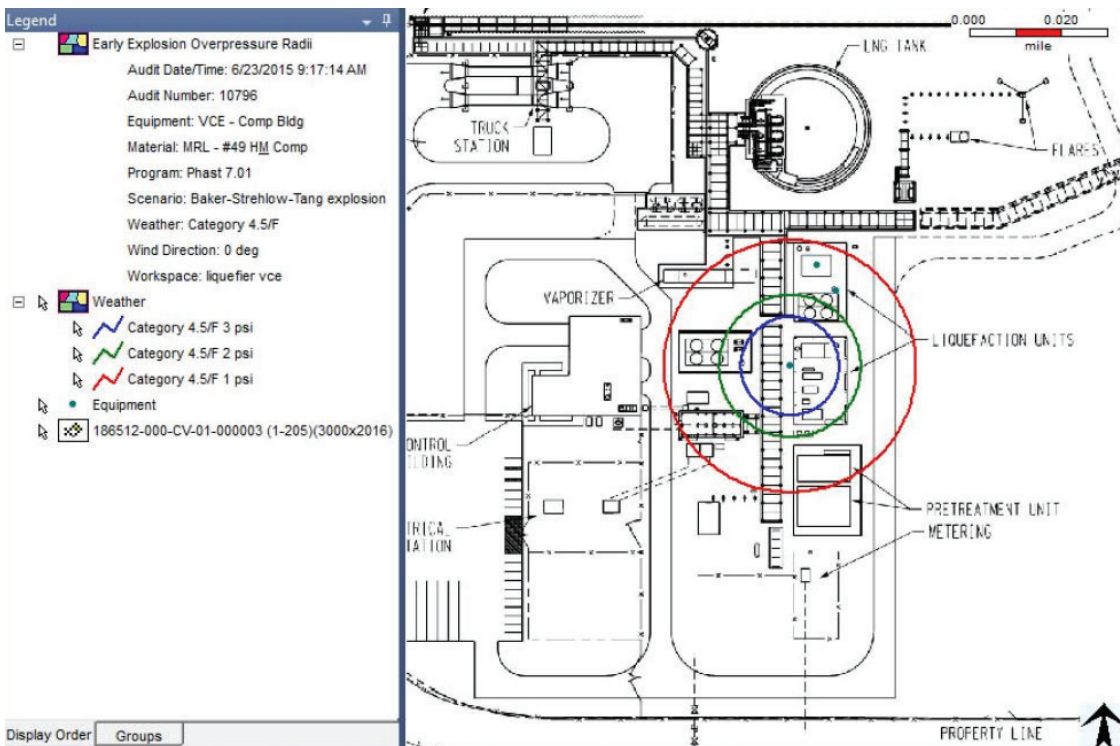 Legend
Early Explosion Overpressure Radii
Audit Date/Time: 6/23/2015 9:17:14 AM
Audit Number: 10796
Equipment: VCE - Comp Bldg
Material: MRL - #49 HM Comp
Program: Phast 7.01
Scenario: Baker-Strehlow-Tang explosion
Weather: Category 4.5/F
Wind Direction: 0 deg
Workspace: liquefier vce
Weather
Category 4.5/F 3 psi
Category 4.5/F 2 psi
Category 4.5/F 1 psi
Equipment
186512-000-CV-01-000003 (1-205)(3000x2016)
Display Order
Groups
0.000
0.020
mile
LNG TANK
TRUCK
STATION
FLARES
VAPORIZER
LIQUEFACTION UNITS
ONTROL
ILDING
PRETREATMENT UNIT
METERING
TRICAL
TATION
PROPERTY LINE